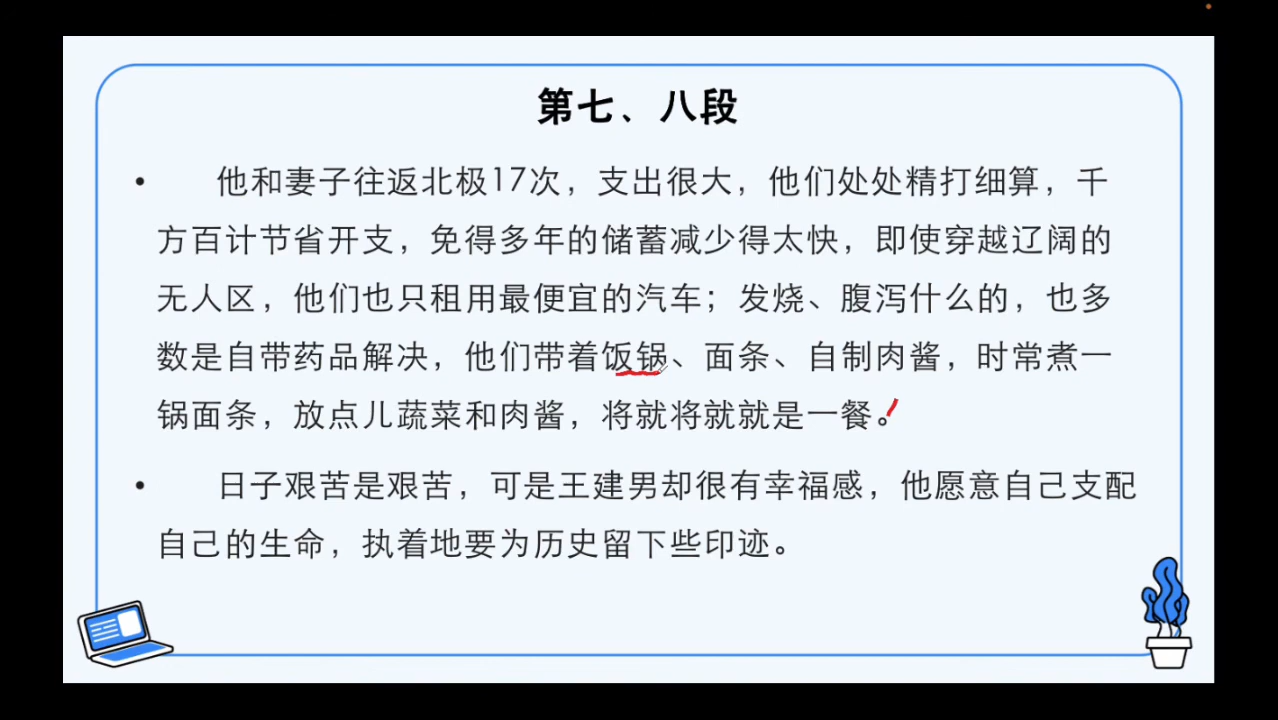 第七、八段
• 他和妻子往返北极17次，支出很大，他们处处精打细算，千
方百计节省开支，免得多年的储蓄减少得太快，即使穿越辽阔的
无人区，他们也只租用最便宜的汽车；发烧、腹泻什么的，也多
数是自带药品解决，他们带着饭锅、面条、自制肉酱，时常煮一
锅面条，放点儿蔬菜和肉酱，将就将就就是一餐。
• 日子艰苦是艰苦，可是王建男却很有幸福感，他愿意自己支配
自己的生命，执着地要为历史留下些印迹。